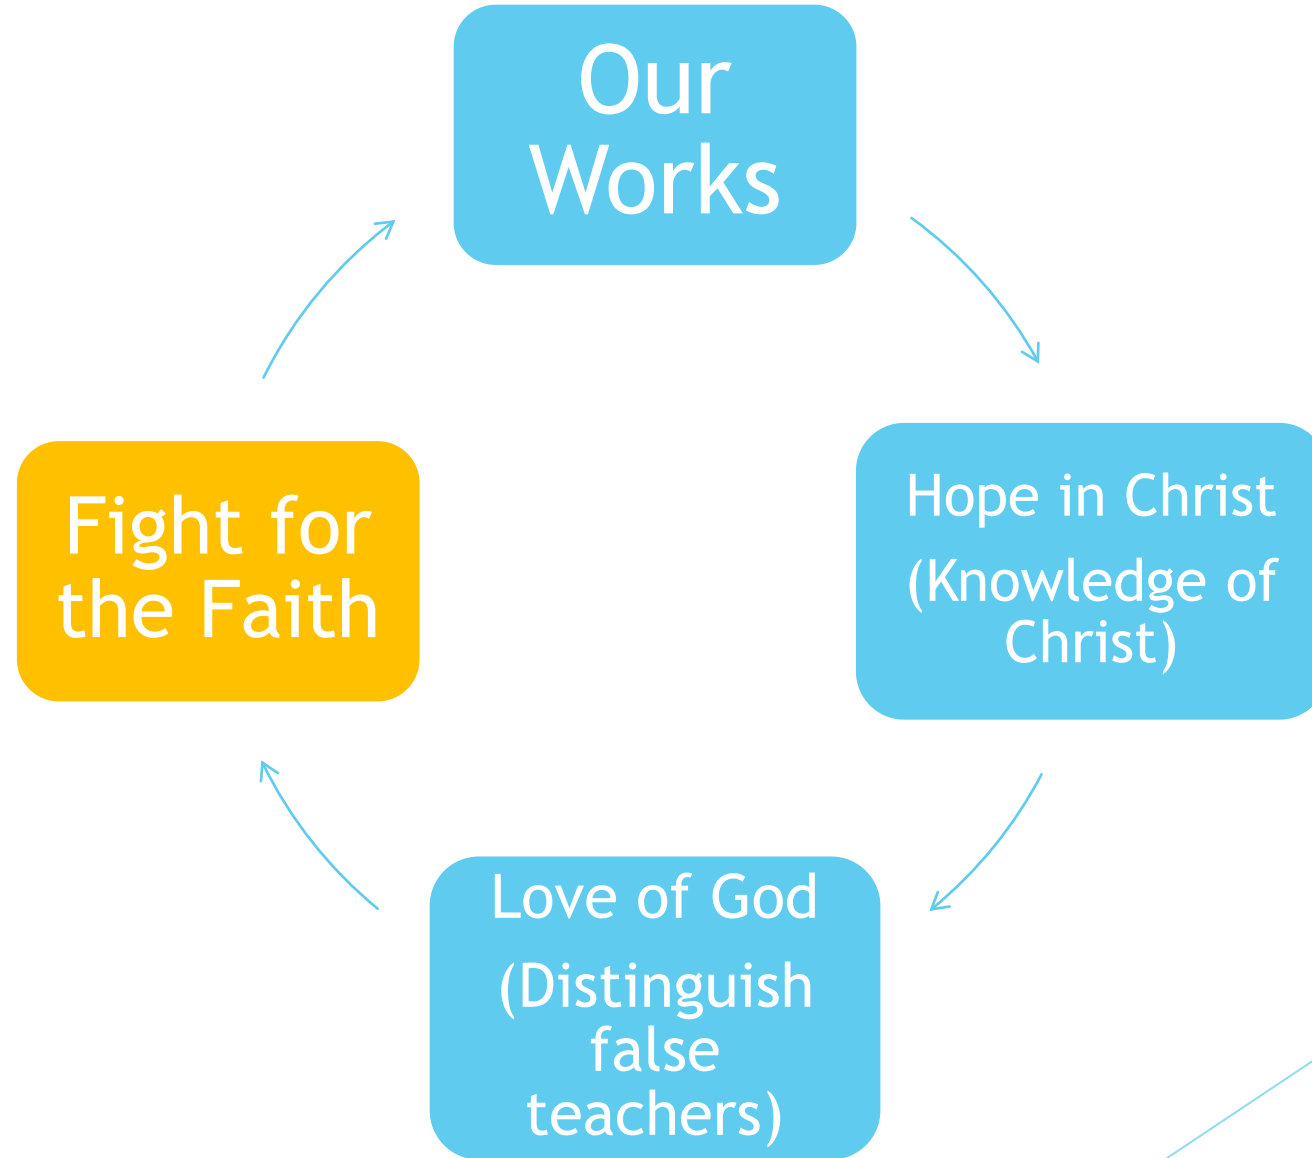 Our
Works
Hope in Christ
(Knowledge of
Christ)
Love of God
(Distinguish
false
teachers)
Fight for
the Faith